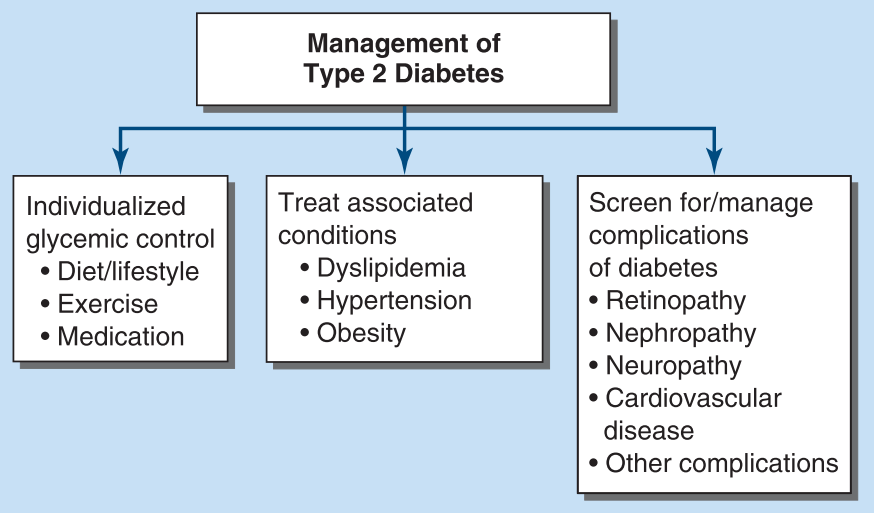 Management of
Type 2 Diabetes
Individualized
glycemic control
• Diet/lifestyle
• Exercise
• Medication
Treat associated
conditions
• Dyslipidemia
• Hypertension
• Obesity
Screen for/manage
complications
of diabetes
• Retinopathy
• Nephropathy
• Neuropathy
• Cardiovascular
disease
• Other complications